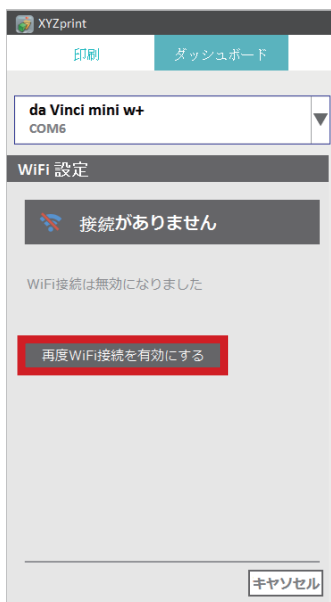 XYZprint
印刷
ダッシュボード
da Vinci mini w+
COM6
WiFi 設定
接続がありません
WiFi接続は無効になりました
再度WiFi接続を有効にする
キヤソセル